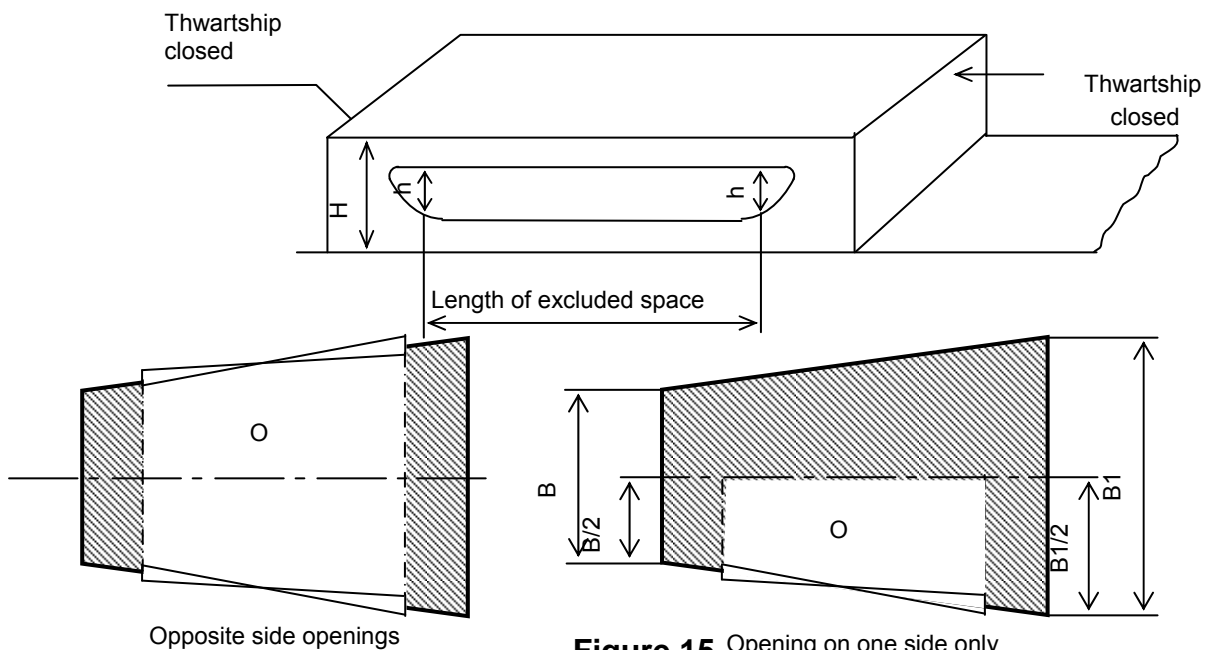 Thwartship
closed
Thwartship
closed
H
h
h
Length of excluded space
O
B
B/2
O
B1/2
B1
Opposite side openings
Figure 15 Opening on one side only